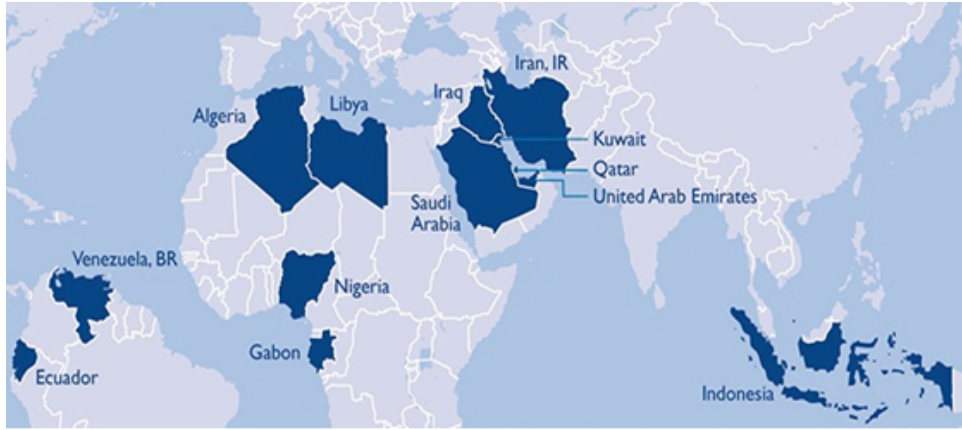 Iran, IR
Iraq
Libya
Algeria
Kuwait
Qatar
United Arab Emirates
Saudi
Arabia
Venezuela, BR
Nigeria
Gabon
Ecuador
Indonesia